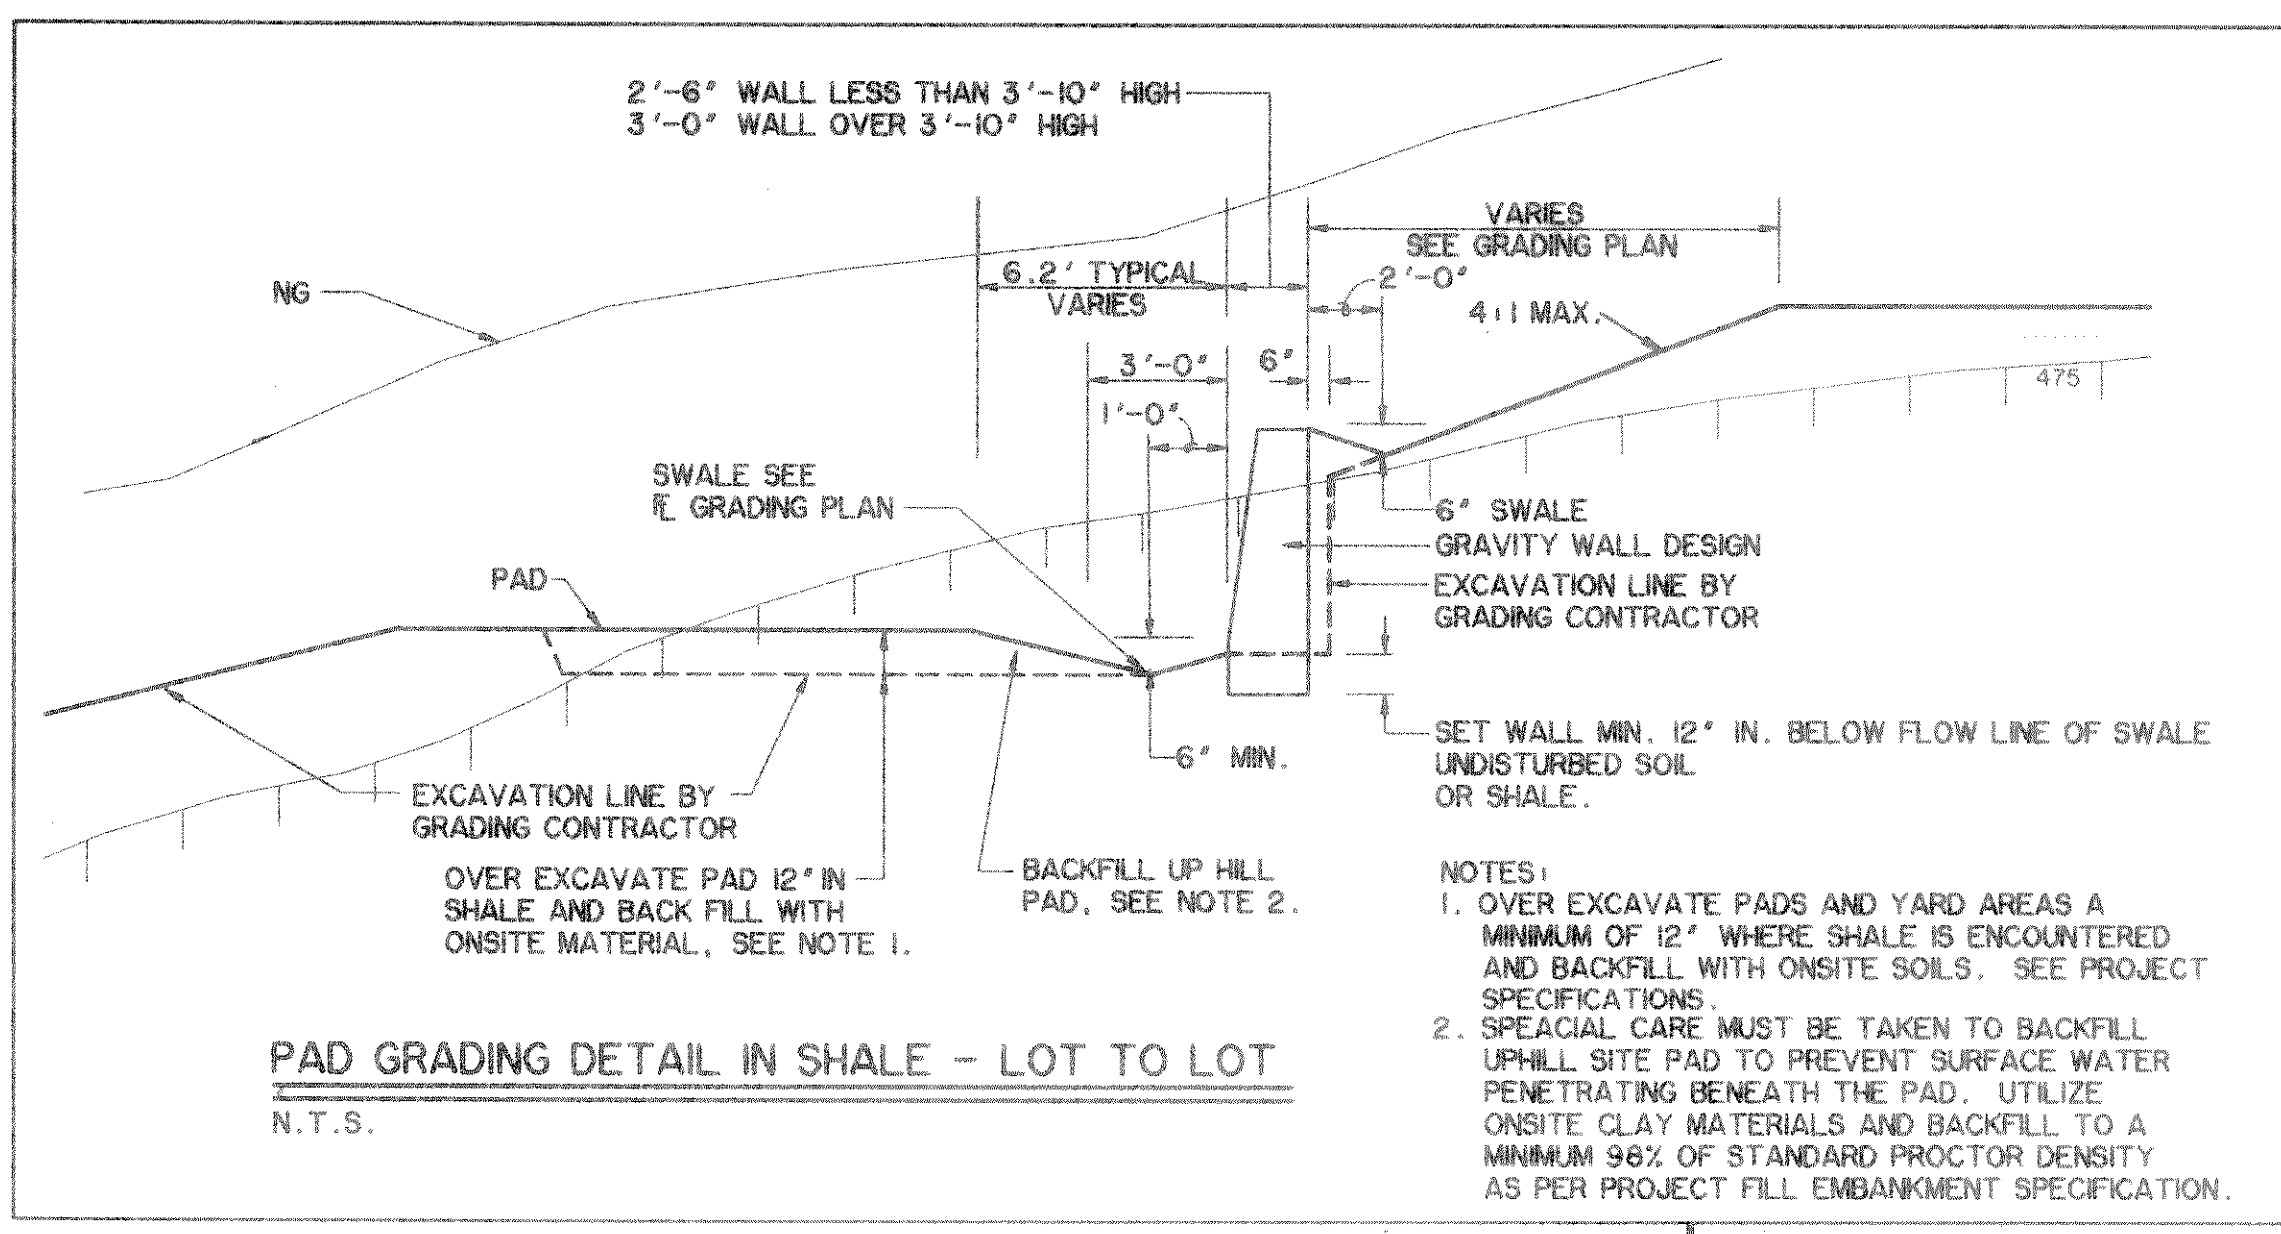 2'-6" WALL LESS THAN 3'-10" HIGH
3'-0" WALL OVER 3'-10" HIGH
VARIES
SEE GRADING PLAN
6.2' TYPICAL
VARIES
2'-0"
NG
4:1 MAX.
3'-0"
6"
475
1'-0"
SWALE SEE
GRADING PLAN
6" SWALE
GRAVITY WALL DESIGN
PAD
EXCAVATION LINE BY
GRADING CONTRACTOR
6" MIN.
SET WALL MIN. 12" IN. BELOW FLOW LINE OF SWALE
UNDISTURBED SOIL
OR SHALE.
EXCAVATION LINE BY
GRADING CONTRACTOR
OVER EXCAVATE PAD 12" IN
SHALE AND BACK FILL WITH
ONSITE MATERIAL, SEE NOTE 1.
BACKFILL UP HILL
PAD, SEE NOTE 2.
NOTES:
1. OVER EXCAVATE PADS AND YARD AREAS A
MINIMUM OF 12" WHERE SHALE IS ENCOUNTERED
AND BACKFILL WITH ONSITE SOILS. SEE PROJECT
SPECIFICATIONS.
2. SPEACIAL CARE MUST BE TAKEN TO BACKFILL
UPHILL SITE PAD TO PREVENT SURFACE WATER
PENETRATING BENEATH THE PAD. UTILIZE
ONSITE CLAY MATERIALS AND BACKFILL TO A
MINIMUM 98% OF STANDARD PROCTOR DENSITY
AS PER PROJECT FILL EMBANKMENT SPECIFICATION.
PAD GRADING DETAIL IN SHALE - LOT TO LOT
N.T.S.